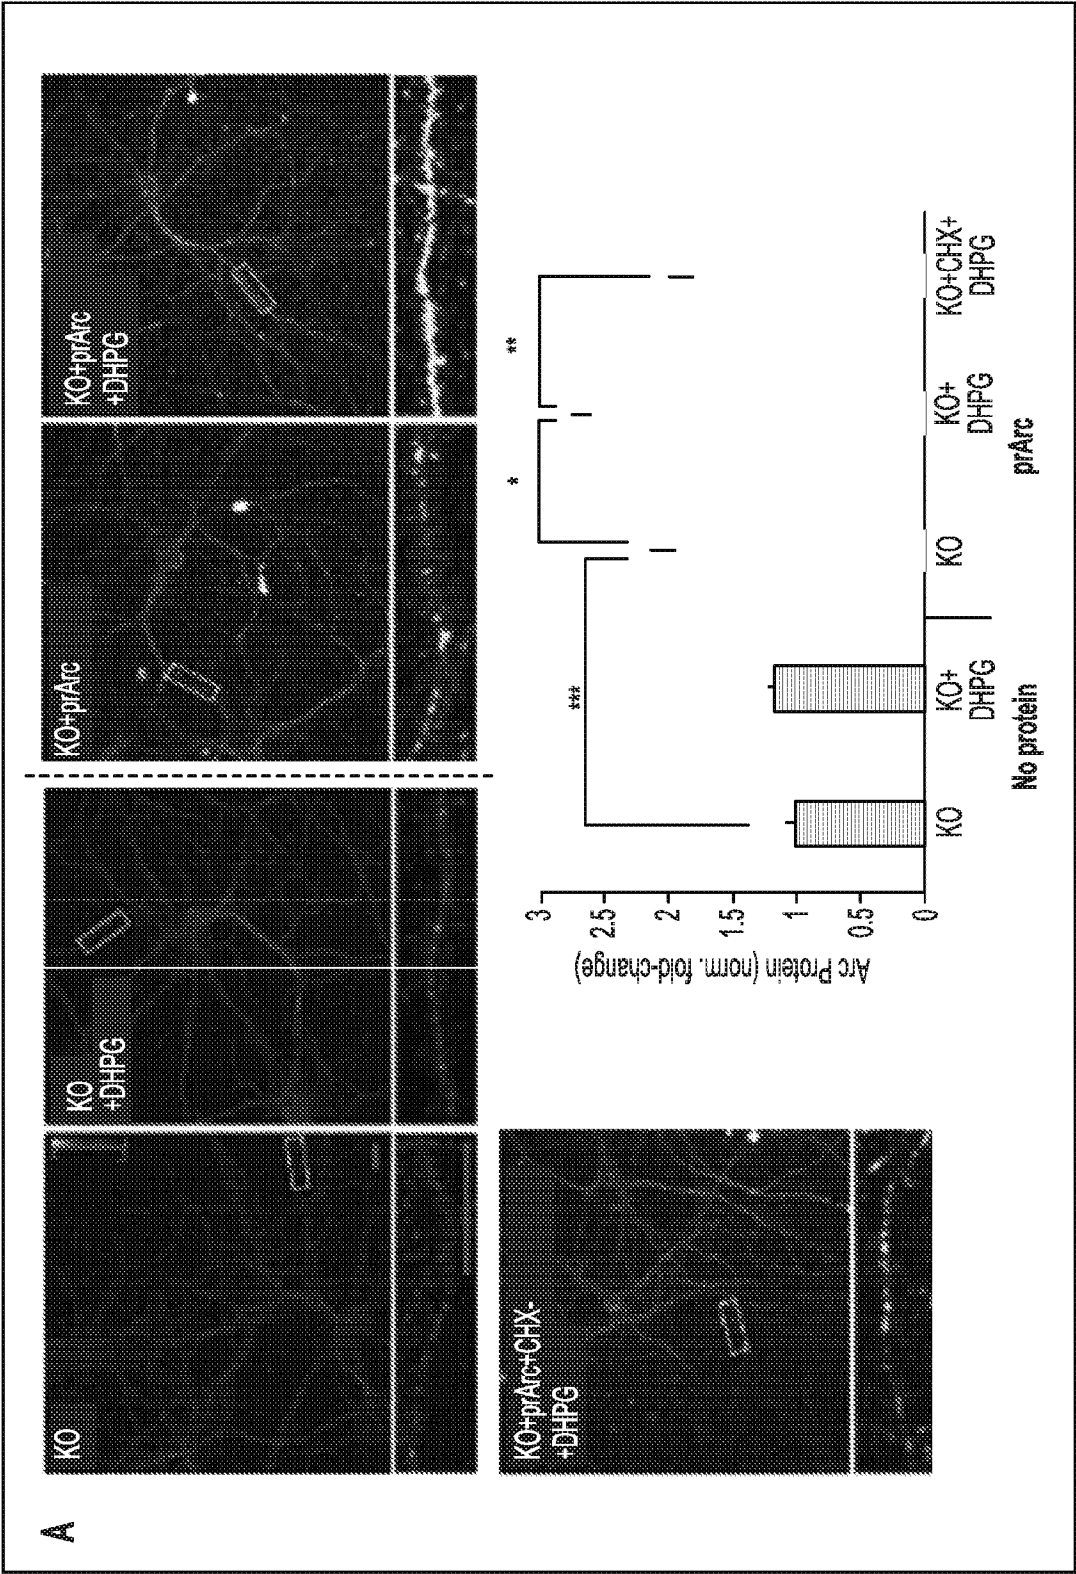 A
KO
KO
+DHPG
KO+prArc
KO+prArc
+DHPG
KO+prArc+CHX-
+DHPG
Arc Protein (norm. fold-change)
3
2.5
2
1.5
1
0.5
0
***
*
**
KO
KO+
DHPG
KO
KO+
DHPG
KO+CHX+
DHPG
No protein
prArc